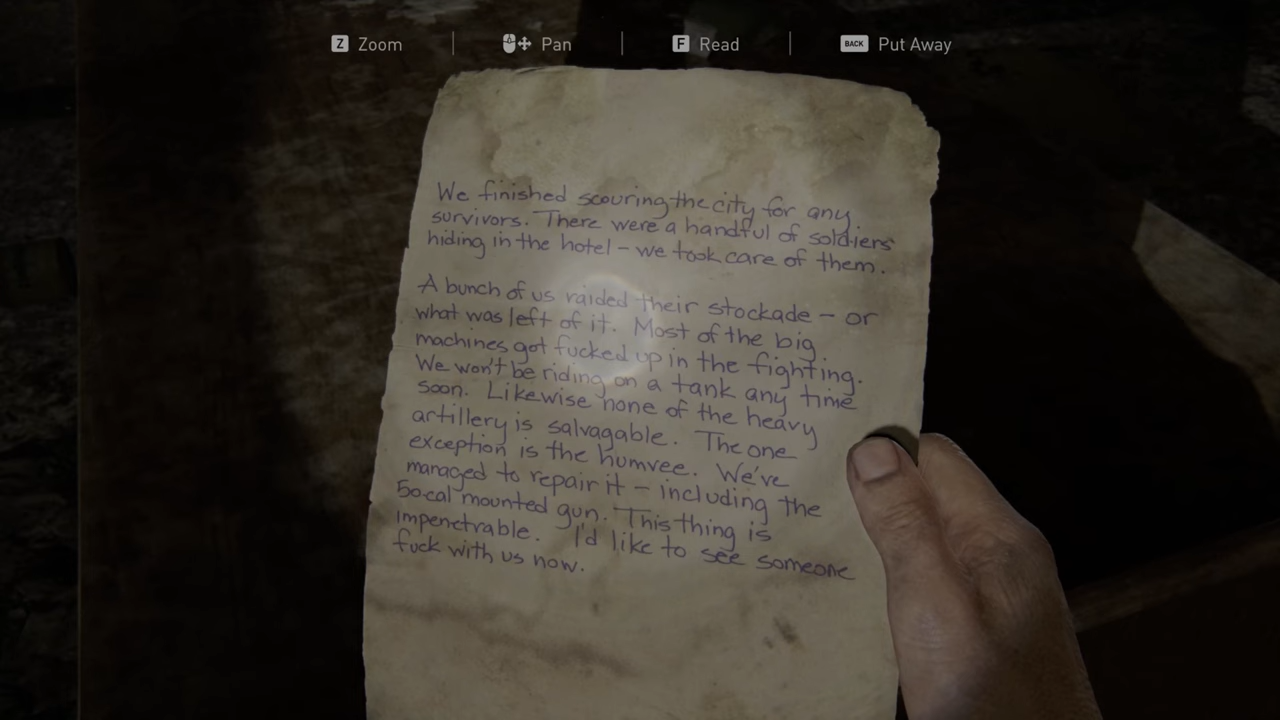 Z Zoom | Pan | F Read | BACK Put Away
We finished scouring the city for any
survivors. There were a handful of soldiers
hiding in the hotel – we took care of them.
A bunch of us raided their stockade – or
what was left of it. Most of the big
machines got fucked up in the fighting.
We won't be riding on a tank any time
soon. Likewise none of the heavy
artillery is salvagable. The one
exception is the humvee. We've
managed to repair it – including the
50cal mounted gun. This thing is
impenetrable. I'd like to see someone
fuck with us now.